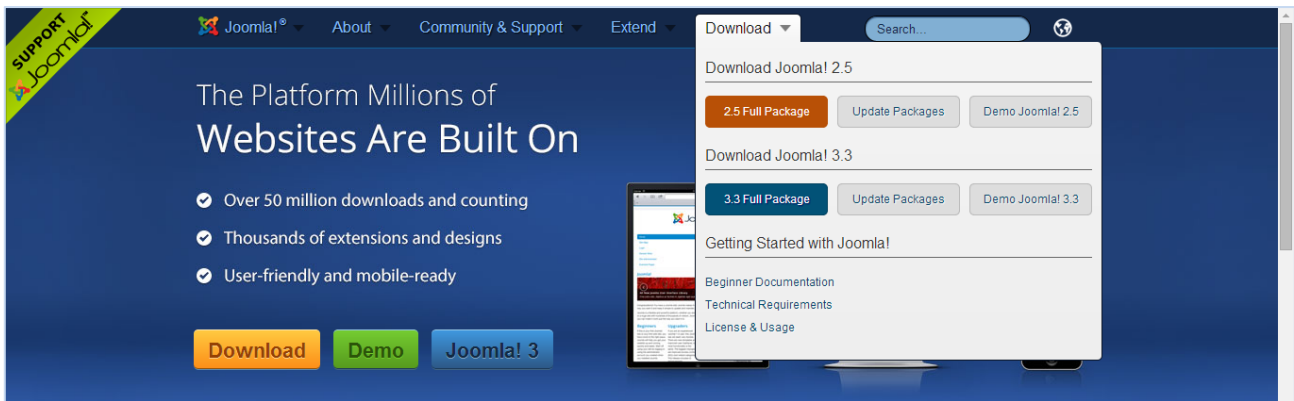 SUPPORT
Joomla!
Joomla!® About Community & Support Extend Download Search...
The Platform Millions of
Websites Are Built On
Over 50 million downloads and counting
Thousands of extensions and designs
User-friendly and mobile-ready
Download Demo Joomla! 3
Download Joomla! 2.5
2.5 Full Package Update Packages Demo Joomla! 2.5
Download Joomla! 3.3
3.3 Full Package Update Packages Demo Joomla! 3.3
Getting Started with Joomla!
Beginner Documentation
Technical Requirements
License & Usage